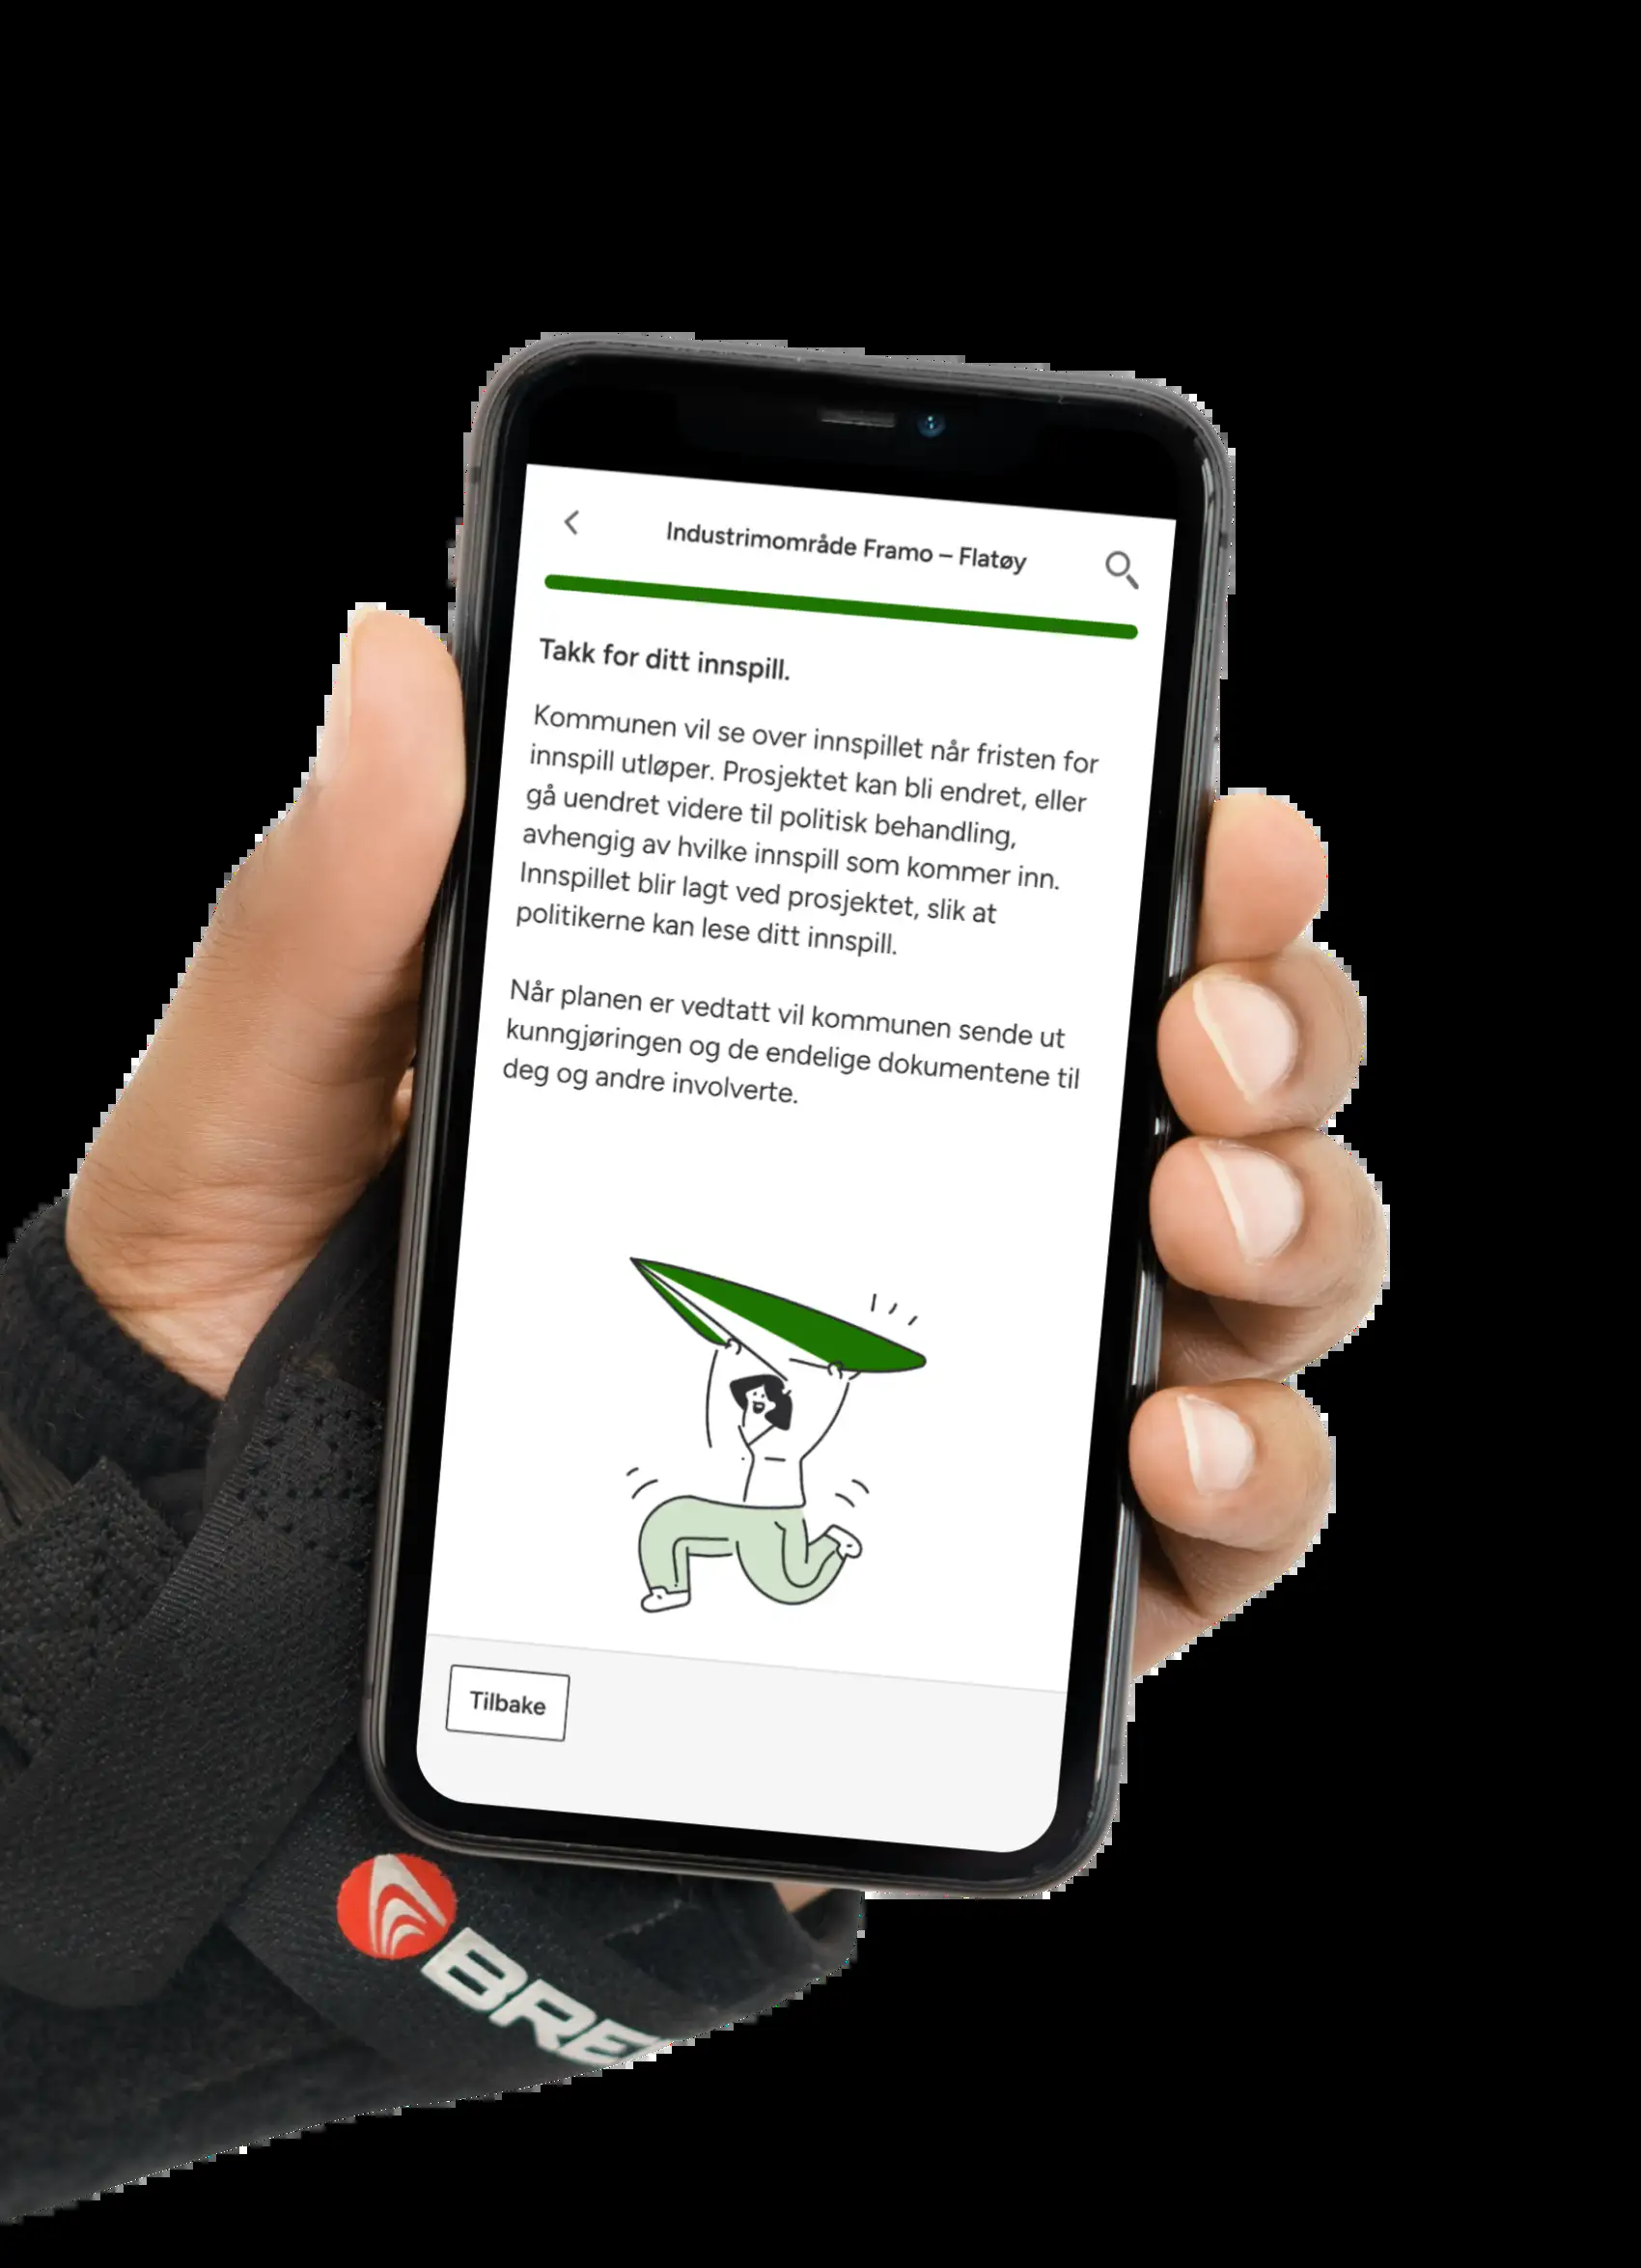 Industrimområde Framo – Flatøy
Takk for ditt innspill.
Kommunen vil se over innspillet når fristen for
innspill utløper. Prosjektet kan bli endret, eller
gå uendret videre til politisk behandling,
avhengig av hvilke innspill som kommer inn.
Innspillet blir lagt ved prosjektet, slik at
politikerne kan lese ditt innspill.
Når planen er vedtatt vil kommunen sende ut
kunngjøringen og de endelige dokumentene til
deg og andre involverte.
Tilbake
BRE